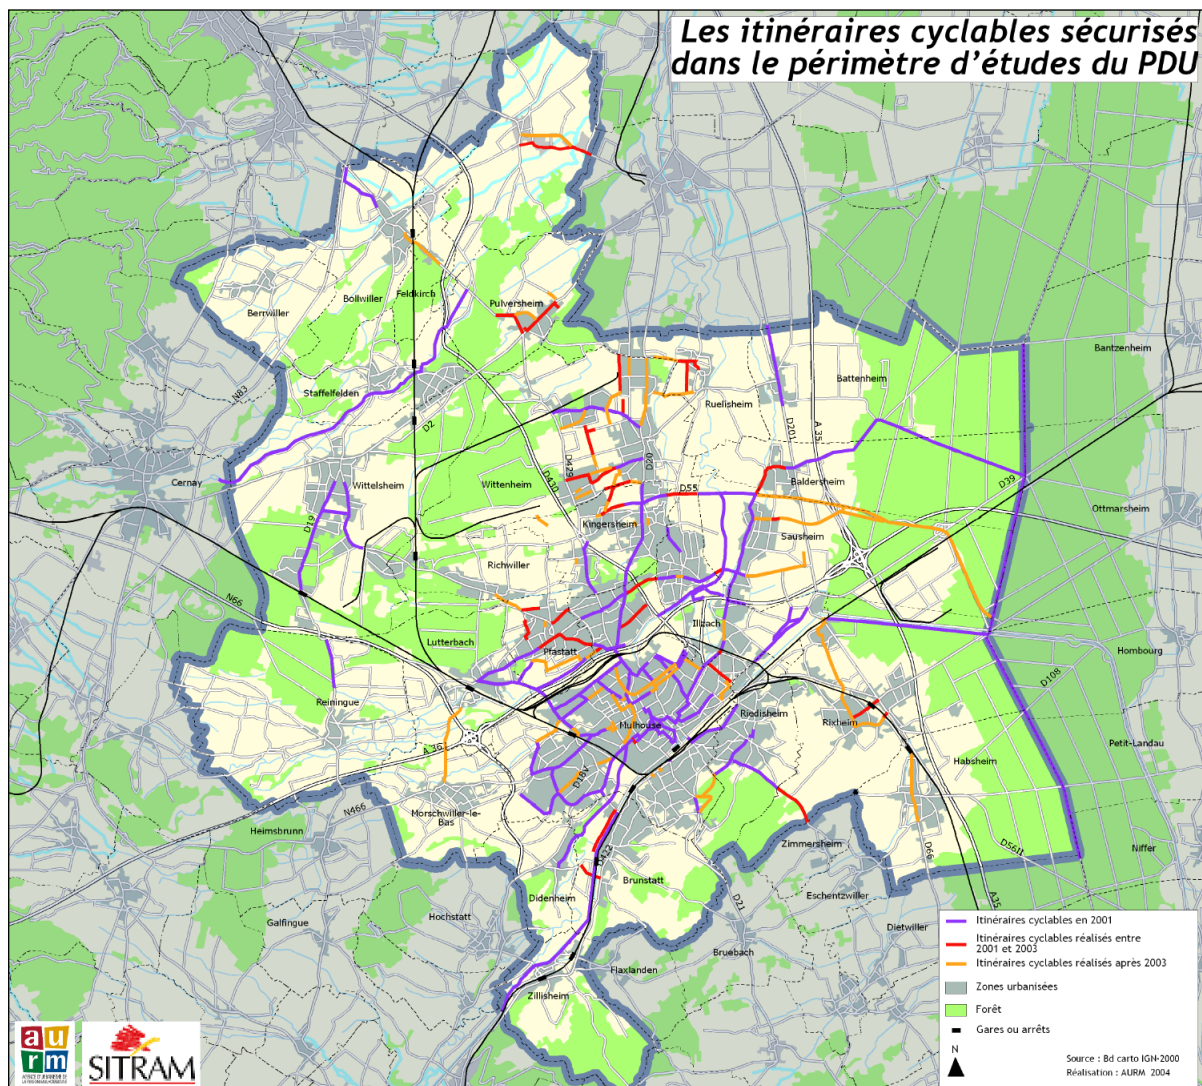 Les itinéraires cyclables sécurisés
dans le périmètre d'études du PDU
Berrwiller
Bollwiller
Feldkirch
Pulversheim
Bantzenheim
Battenheim
Staffelfelden
N83
D2
Ruelisheim
D201
A 35
D20
D429
D430
D55
D39
Cernay
Wittelsheim
Wittenheim
Baldersheim
Ottmarsheim
D19
Kingersheim
Sausheim
Richwiller
N66
Lutterbach
Pfastatt
Illzach
Hombourg
D108
Reiningue
Mulhouse
Riedisheim
Rixheim
A 36
Petit-Landau
Habsheim
N466
Morschwiller-le-
Bas
Heimsbrunn
Zimmersheim
D66
D56II
Niffer
D422
Brunstatt
Didenheim
Eschentzwiller
A35
D21
Galfingue
Hochstatt
Dietwiller
Bruebach
Flaxlanden
Zillisheim
Itinéraires cyclables en 2001
Itinéraires cyclables réalisés entre
2001 et 2003
Itinéraires cyclables réalisés après 2003
Zones urbanisées
Forêt
Gares ou arrêts
N
Source : Bd carto IGN-2000
Réalisation : AURM 2004
au
rm
SITRAM